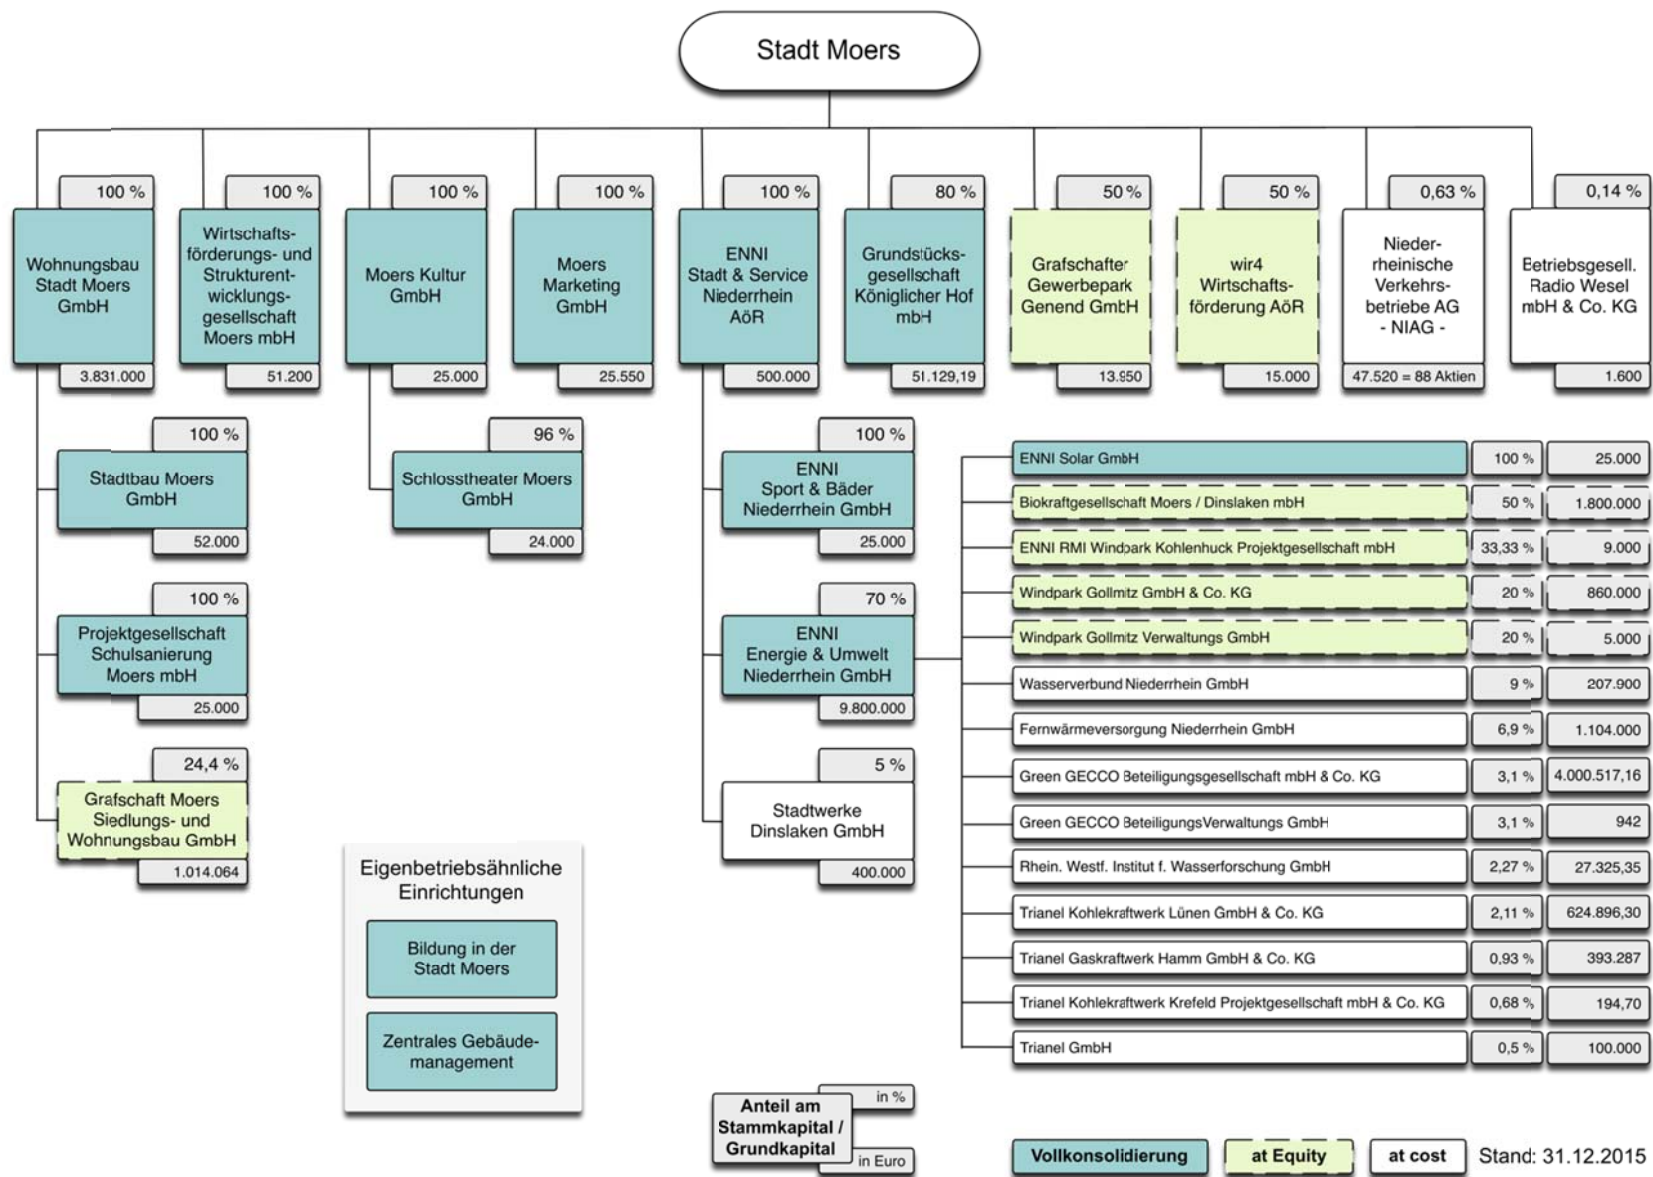 Stadt Moers
100 %
Wohnungsbau
Stadt Moers
GmbH
3.831.000
100 %
Wirtschafts-
förderungs- und
Strukturent-
wicklungs-
gesellschaft
Moers mbH
51.200
100 %
Moers Kultur
GmbH
25.000
100 %
Moers
Marketing
GmbH
25.550
100 %
ENNI
Stadt & Service
Niederrhein
AöR
500.000
80 %
Grundstücks-
gesellschaft
Königlicher Hof
mbH
51.129,19
50 %
Grafschafter
Gewerbepark
Genend GmbH
13.950
50 %
wir4
Wirtschafts-
förderung AöR
15.000
0,63 %
Nieder-
rheinische
Verkehrs-
betriebe AG
- NIAG -
47.520 = 88 Aktien
0,14 %
Betriebsgesell.
Radio Wesel
mbH & Co. KG
1.600
100 %
Stadtbau Moers
GmbH
52.000
100 %
Projektgesellschaft
Schulsanierung
Moers mbH
25.000
24,4 %
Grafschaft Moers
Siedlungs- und
Wohnungsbau GmbH
1.014.064
96 %
Schlosstheater Moers
GmbH
24.000
100 %
ENNI
Sport & Bäder
Niederrhein GmbH
25.000
70 %
ENNI
Energie & Umwelt
Niederrhein GmbH
9.800.000
5 %
Stadtwerke
Dinslaken GmbH
400.000
ENNI Solar GmbH 100 % 25.000
Biokraftgesellschaft Moers / Dinslaken mbH 50 % 1.800.000
ENNI RMI Windpark Kohlenhuck Projektgesellschaft mbH 33,33 % 9.000
Windpark Gollmitz GmbH & Co. KG 20 % 860.000
Windpark Gollmitz Verwaltungs GmbH 20 % 5.000
Wasserverbund Niederrhein GmbH 9 % 207.900
Fernwärmeversorgung Niederrhein GmbH 6,9 % 1.104.000
Green GECCO Beteiligungsgesellschaft mbH & Co. KG 3,1 % 4.000.517,16
Green GECCO BeteiligungsVerwaltungs GmbH 3,1 % 942
Rhein. Westf. Institut f. Wasserforschung GmbH 2,27 % 27.325,35
Trianel Kohlekraftwerk Lünen GmbH & Co. KG 2,11 % 624.896,30
Trianel Gaskraftwerk Hamm GmbH & Co. KG 0,93 % 393.287
Trianel Kohlekraftwerk Krefeld Projektgesellschaft mbH & Co. KG 0,68 % 194,70
Trianel GmbH 0,5 % 100.000
Eigenbetriebsähnliche
Einrichtungen
Bildung in der
Stadt Moers
Zentrales Gebäude-
management
in %
Anteil am
Stammkapital /
Grundkapital
in Euro
Vollkonsolidierung
at Equity
at cost
Stand: 31.12.2015